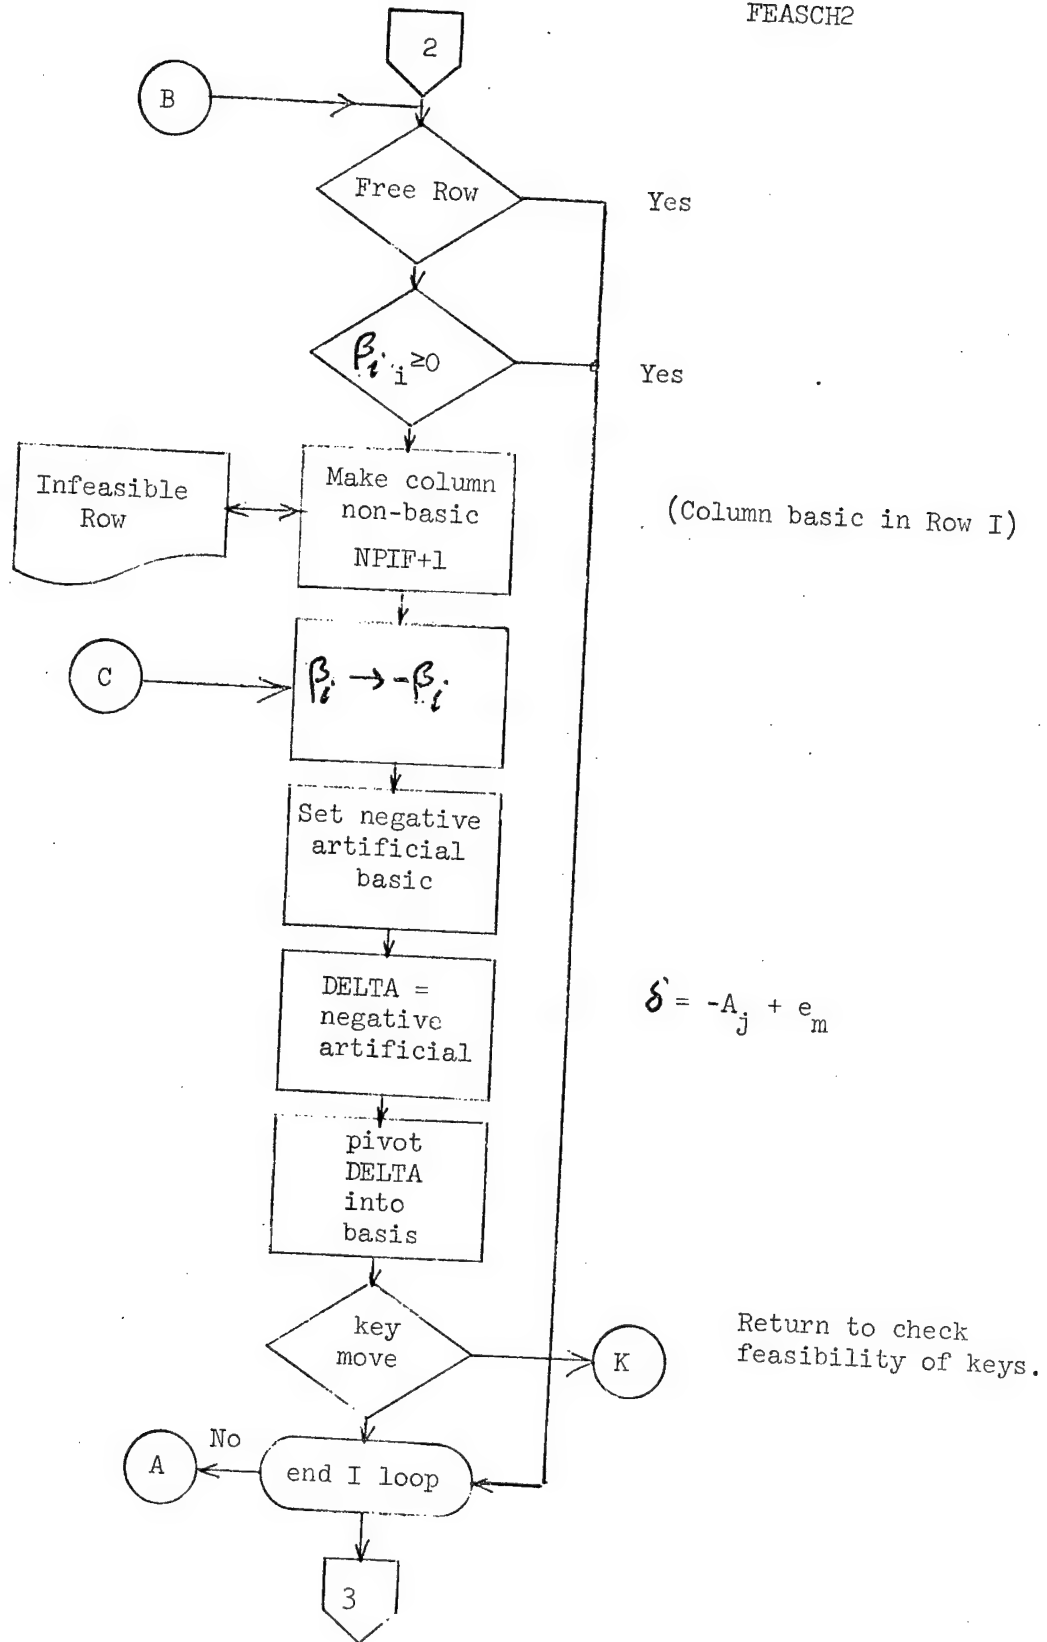 FEASCH2
2
B
Free Row
Yes
βi i ≥0
Yes
Infeasible
Row
Make column
non-basic
NPIF+1
(Column basic in Row I)
C
βi → -βi
Set negative
artificial
basic
DELTA =
negative
artificial
δ = -Aj + em
pivot
DELTA
into
basis
key
move
K
Return to check
feasibility of keys.
No
A
end I loop
3